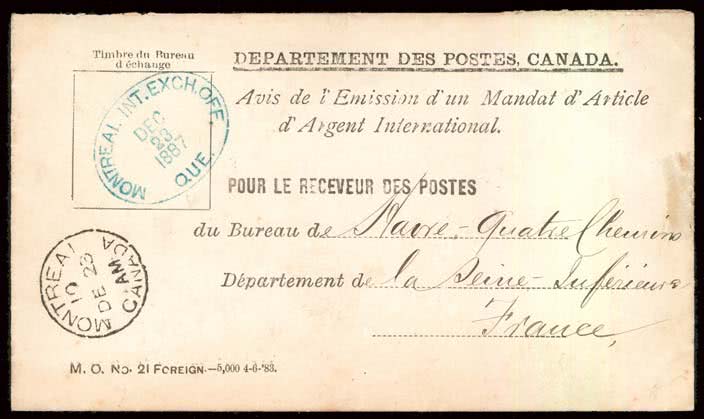 Timbre du Bureau
d'échange
DEPARTEMENT DES POSTES, CANADA.
MONTREAL INT. EXCH. OFF.
DEC
23
1887
QUE.
Avis de l'Emission d'un Mandat d'Article
d'Argent International.
POUR LE RECEVEUR DES POSTES
du Bureau de Havre-Quatre Chemins
Département de la Seine-Inférieure
France,
MONTREAL
10
DE 23
AM
CANADA
M. O. No. 21 FOREIGN.—5,000 4-6-'83.